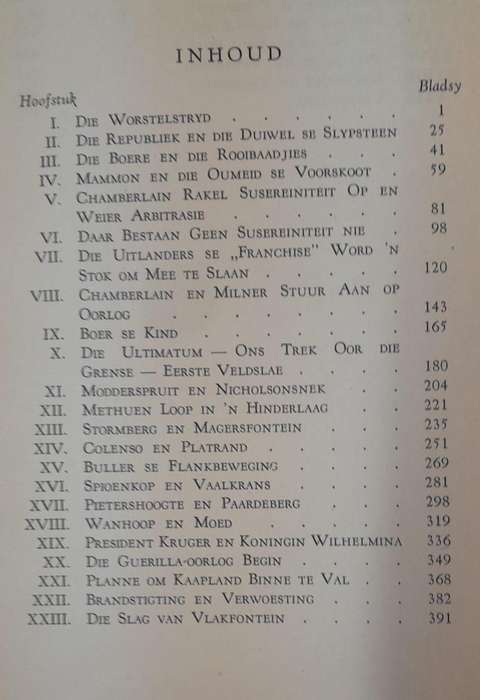 INHOUD
Hoofstuk Bladsy
I. DIE WORSTELSTRYD . . . . . . 1
II. DIE REPUBLIEK EN DIE DUIWEL SE SLYPSTEEN 25
III. DIE BOERE EN DIE ROOIBAADJIES . . . 41
IV. MAMMON EN DIE OUMEID SE VOORSKOOT . 59
V. CHAMBERLAIN RAKEL SUSEREINITEIT OP EN
WEIER ARBITRASIE . . . . . . 81
VI. DAAR BESTAAN GEEN SUSEREINITEIT NIE . 98
VII. DIE UITLANDERS SE „FRANCHISE” WORD 'N
STOK OM MEE TE SLAAN . . . . . 120
VIII. CHAMBERLAIN EN MILNER STUUR AAN OP
OORLOG . . . . . . . 143
IX. BOER SE KIND . . . . . . . 165
X. DIE ULTIMATUM — ONS TREK OOR DIE
GRENSE — EERSTE VELDSLAE . . . . 180
XI. MODDERSPRUIT EN NICHOLSONSNEK . . 204
XII. METHUEN LOOP IN 'N HINDERLAAG . . 221
XIII. STORMBERG EN MAGERSFONTEIN . . . 235
XIV. COLENSO EN PLATRAND . . . . . 251
XV. BULLER SE FLANKBEWEGING . . . . 269
XVI. SPIOENKOP EN VAALKRANS . . . . 281
XVII. PIETERSHOOGTE EN PAARDEBERG . . . 298
XVIII. WANHOOP EN MOED . . . . . 319
XIX. PRESIDENT KRUGER EN KONINGIN WILHELMINA 336
XX. DIE GUERILLA-OORLOG BEGIN . . . . 349
XXI. PLANNE OM KAAPLAND BINNE TE VAL . . 368
XXII. BRANDSTIGTING EN VERWOESTING . . . 382
XXIII. DIE SLAG VAN VLAKFONTEIN . . . . 391